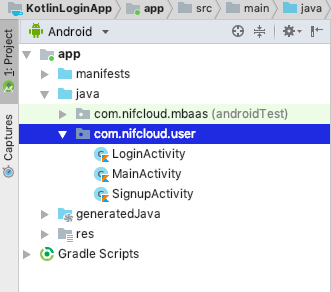 KotlinLoginApp app src main java
Android
1: Project
Captures
app
manifests
java
com.nifcloud.mbaas (androidTest)
com.nifcloud.user
LoginActivity
MainActivity
SignupActivity
generatedJava
res
Gradle Scripts